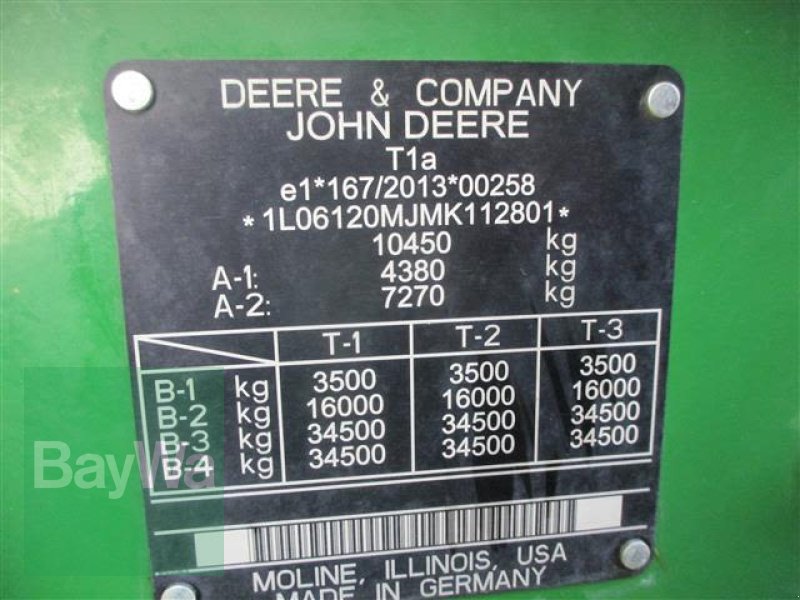 DEERE & COMPANY
JOHN DEERE
T1a
e1*167/2013*00258
*1L06120MJMK112801*
10450 kg
A-1: 4380 kg
A-2: 7270 kg
T-1 T-2 T-3
B-1 kg 3500 3500 3500
B-2 kg 16000 16000 16000
B-3 kg 34500 34500 34500
B-4 kg 34500 34500 34500
BayWa
MOLINE, ILLINOIS, USA
MADE IN GERMANY